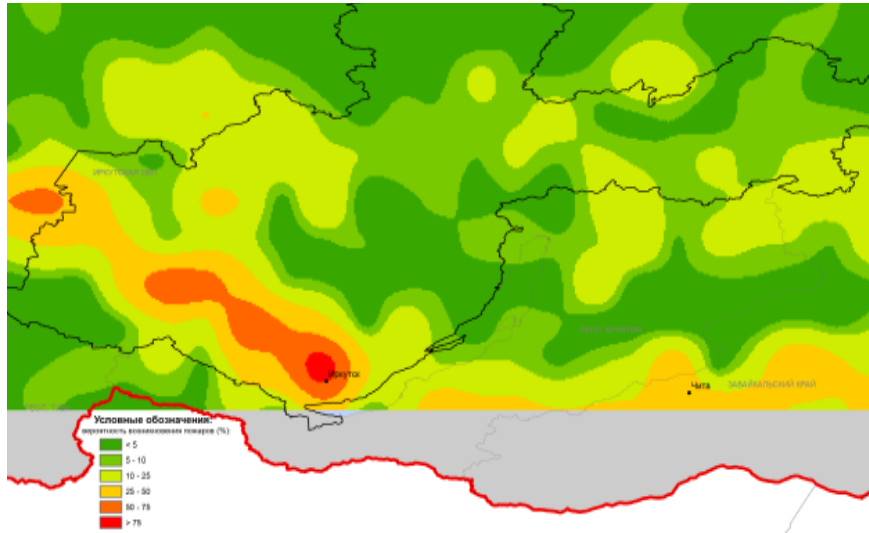 ИРКУТСКАЯ ОБЛ.
Иркутск
Чита
ЗАБАЙКАЛЬСКИЙ КРАЙ
Условные обозначения:
вероятность возникновения пожаров (%)
< 5
5 - 10
10 - 25
25 - 50
50 - 75
> 75